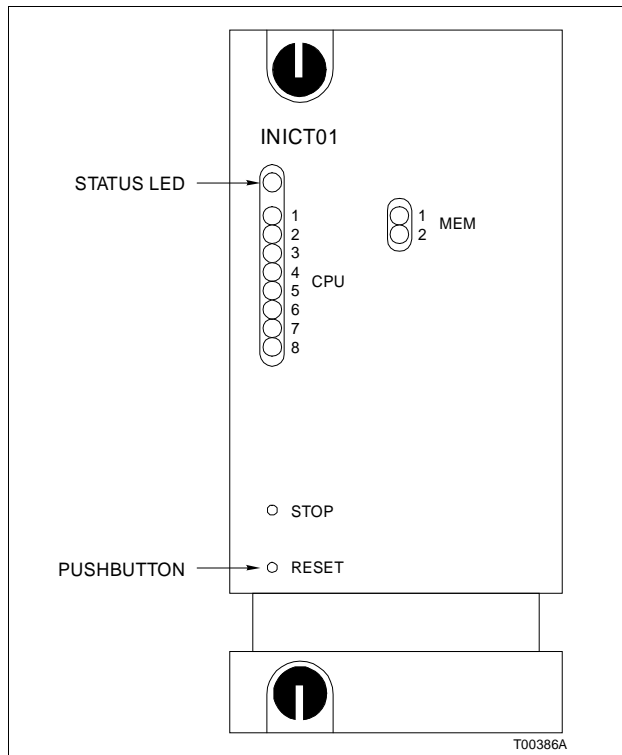 INICT01
STATUS LED
1
2
3
4
5
6
7
8
CPU
1
2
MEM
STOP
PUSHBUTTON
RESET
T00386A